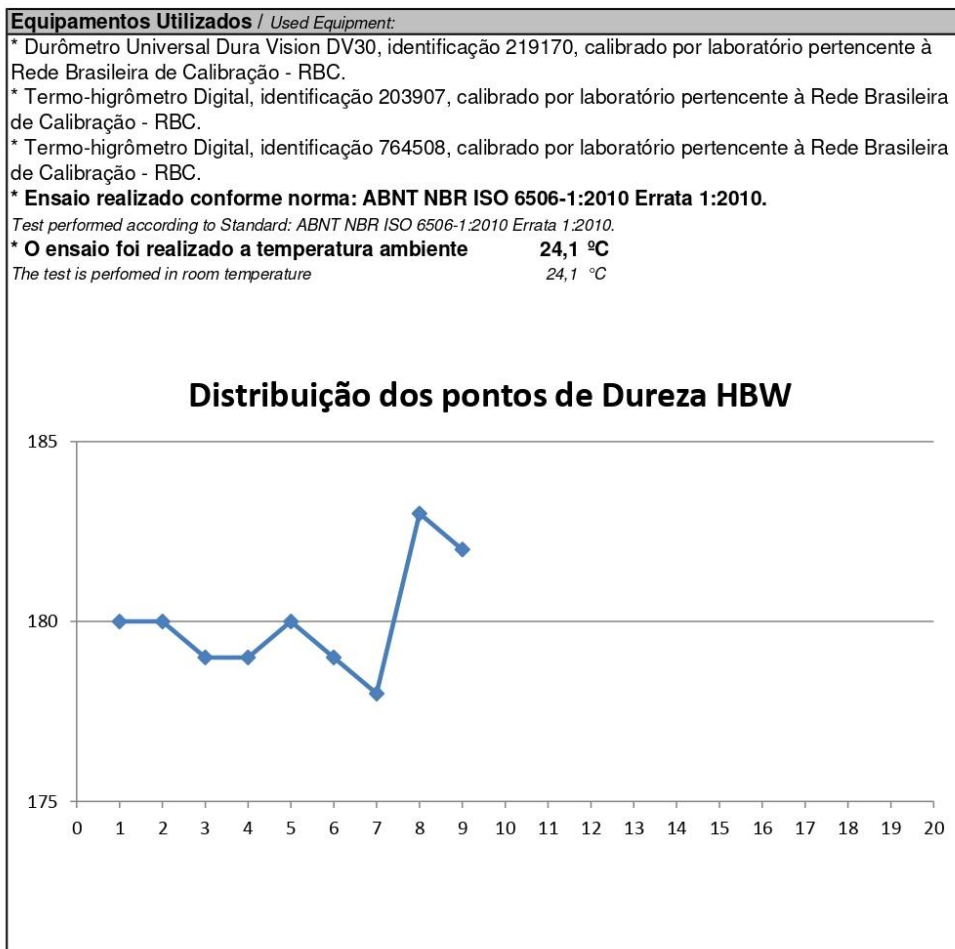 Equipamentos Utilizados / Used Equipment:
* Durômetro Universal Dura Vision DV30, identificação 219170, calibrado por laboratório pertencente à
Rede Brasileira de Calibração - RBC.
* Termo-higrômetro Digital, identificação 203907, calibrado por laboratório pertencente à Rede Brasileira
de Calibração - RBC.
* Termo-higrômetro Digital, identificação 764508, calibrado por laboratório pertencente à Rede Brasileira
de Calibração - RBC.
* Ensaio realizado conforme norma: ABNT NBR ISO 6506-1:2010 Errata 1:2010.
Test performed according to Standard: ABNT NBR ISO 6506-1:2010 Errata 1:2010.
* O ensaio foi realizado a temperatura ambiente 24,1 ºC
The test is perfomed in room temperature 24,1 °C
Distribuição dos pontos de Dureza HBW
185
180
175
0 1 2 3 4 5 6 7 8 9 10 11 12 13 14 15 16 17 18 19 20